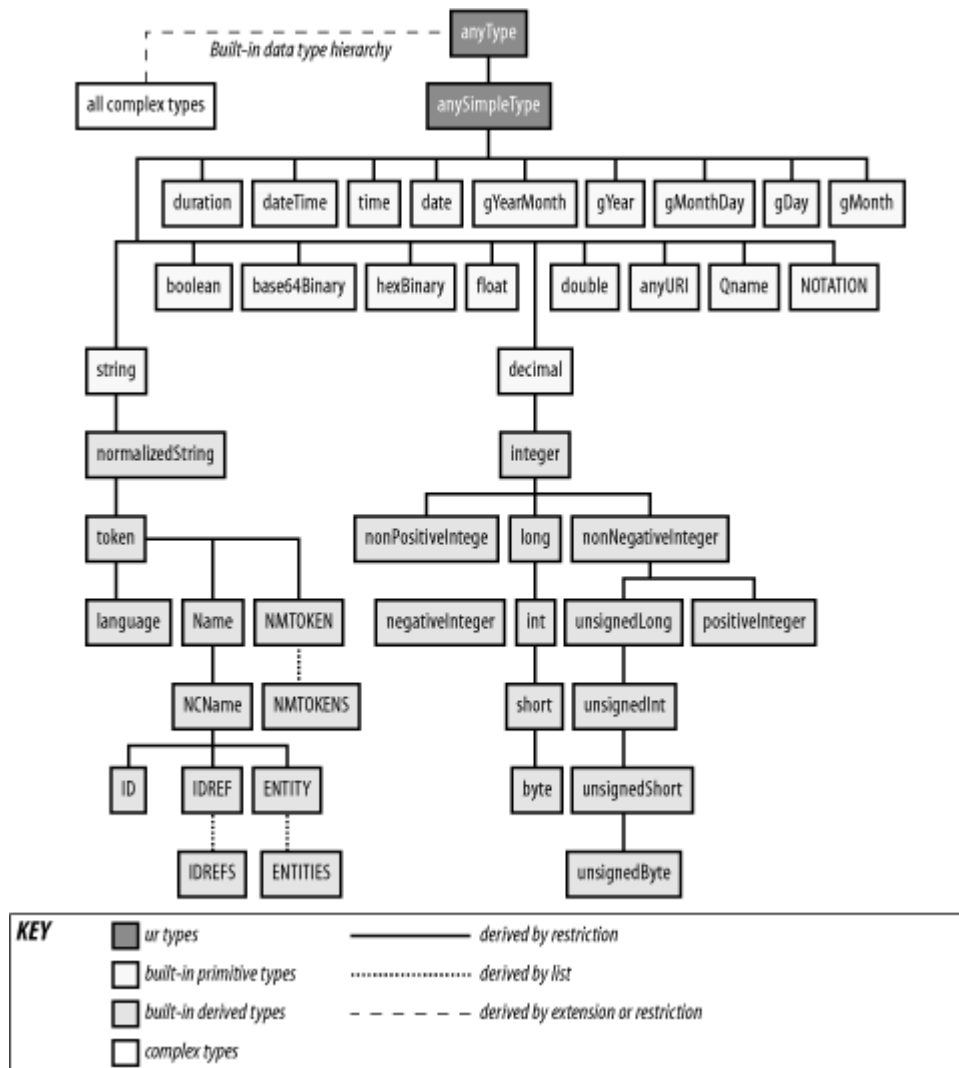 anyType
Built-in data type hierarchy
all complex types
anySimpleType
duration dateTime time date gYearMonth gYear gMonthDay gDay gMonth
boolean base64Binary hexBinary float double anyURI Qname NOTATION
string decimal
normalizedString integer
token nonPositiveIntege long nonNegativeInteger
language Name NMTOKEN negativeInteger int unsignedLong positiveInteger
NCName NMTOKENS short unsignedInt
ID IDREF ENTITY byte unsignedShort
IDREFS ENTITIES unsignedByte
KEY
ur types derived by restriction
built-in primitive types derived by list
built-in derived types derived by extension or restriction
complex types